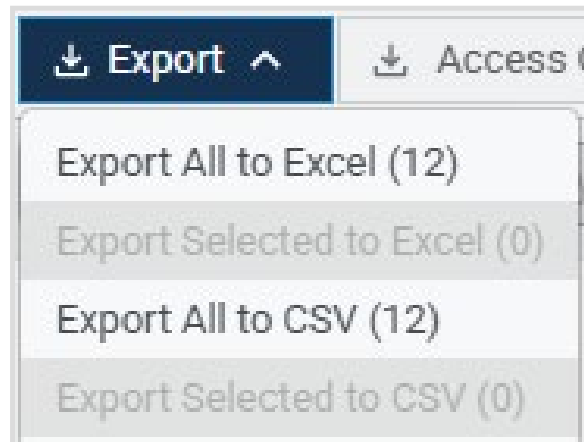 Export Access
Export All to Excel (12)
Export Selected to Excel (0)
Export All to CSV (12)
Export Selected to CSV (0)